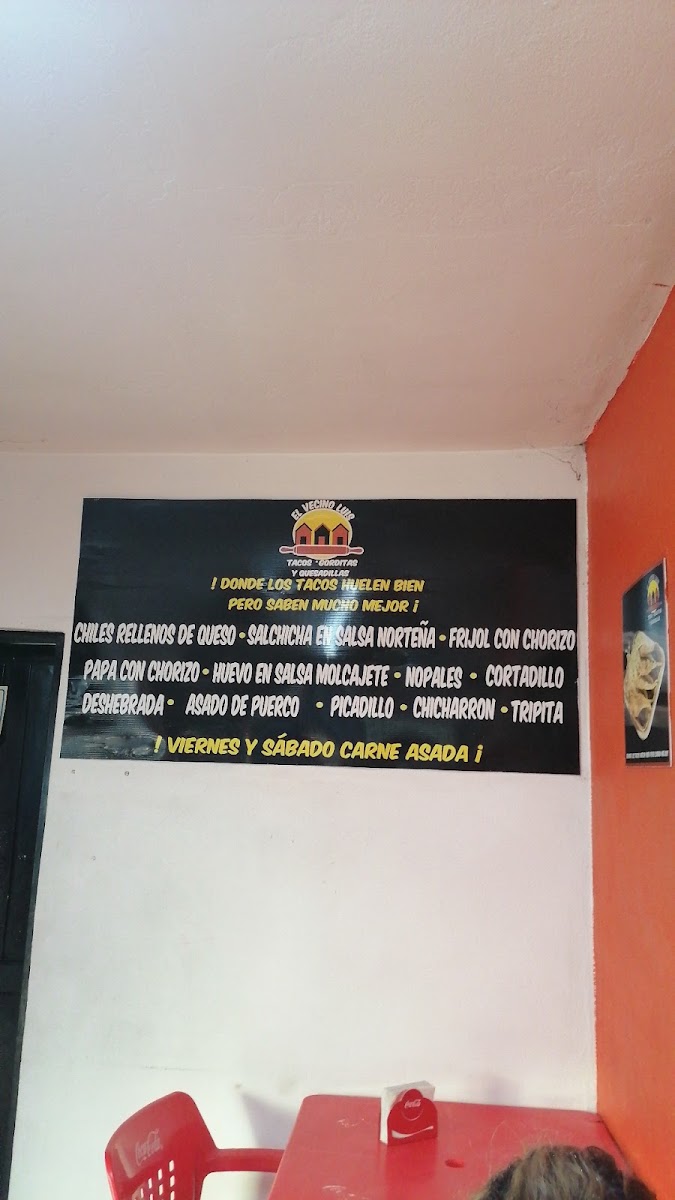 EL VECINO LUIS
TACOS · GORDITAS
Y QUESADILLAS
! DONDE LOS TACOS HUELEN BIEN
PERO SABEN MUCHO MEJOR ¡
CHILES RELLENOS DE QUESO • SALCHICHA EN SALSA NORTEÑA • FRIJOL CON CHORIZO
PAPA CON CHORIZO • HUEVO EN SALSA MOLCAJETE • NOPALES • CORTADILLO
DESHEBRADA • ASADO DE PUERCO • PICADILLO • CHICHARRON • TRIPITA
! VIERNES Y SÁBADO CARNE ASADA ¡
Coca-Cola
Coca-Cola